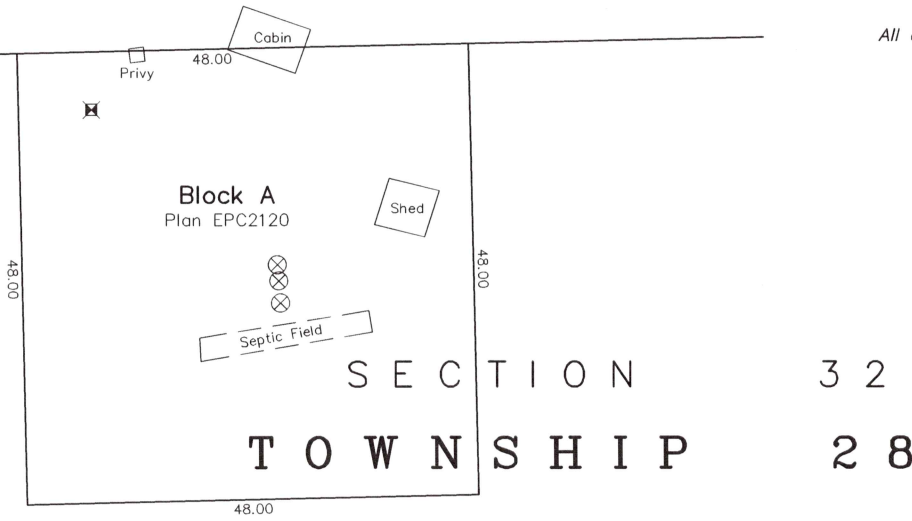 Cabin
All
48.00
Privy
Block A
Plan EPC2120
Shed
48.00
48.00
Septic Field
SECTION 32
TOWNSHIP 28
48.00